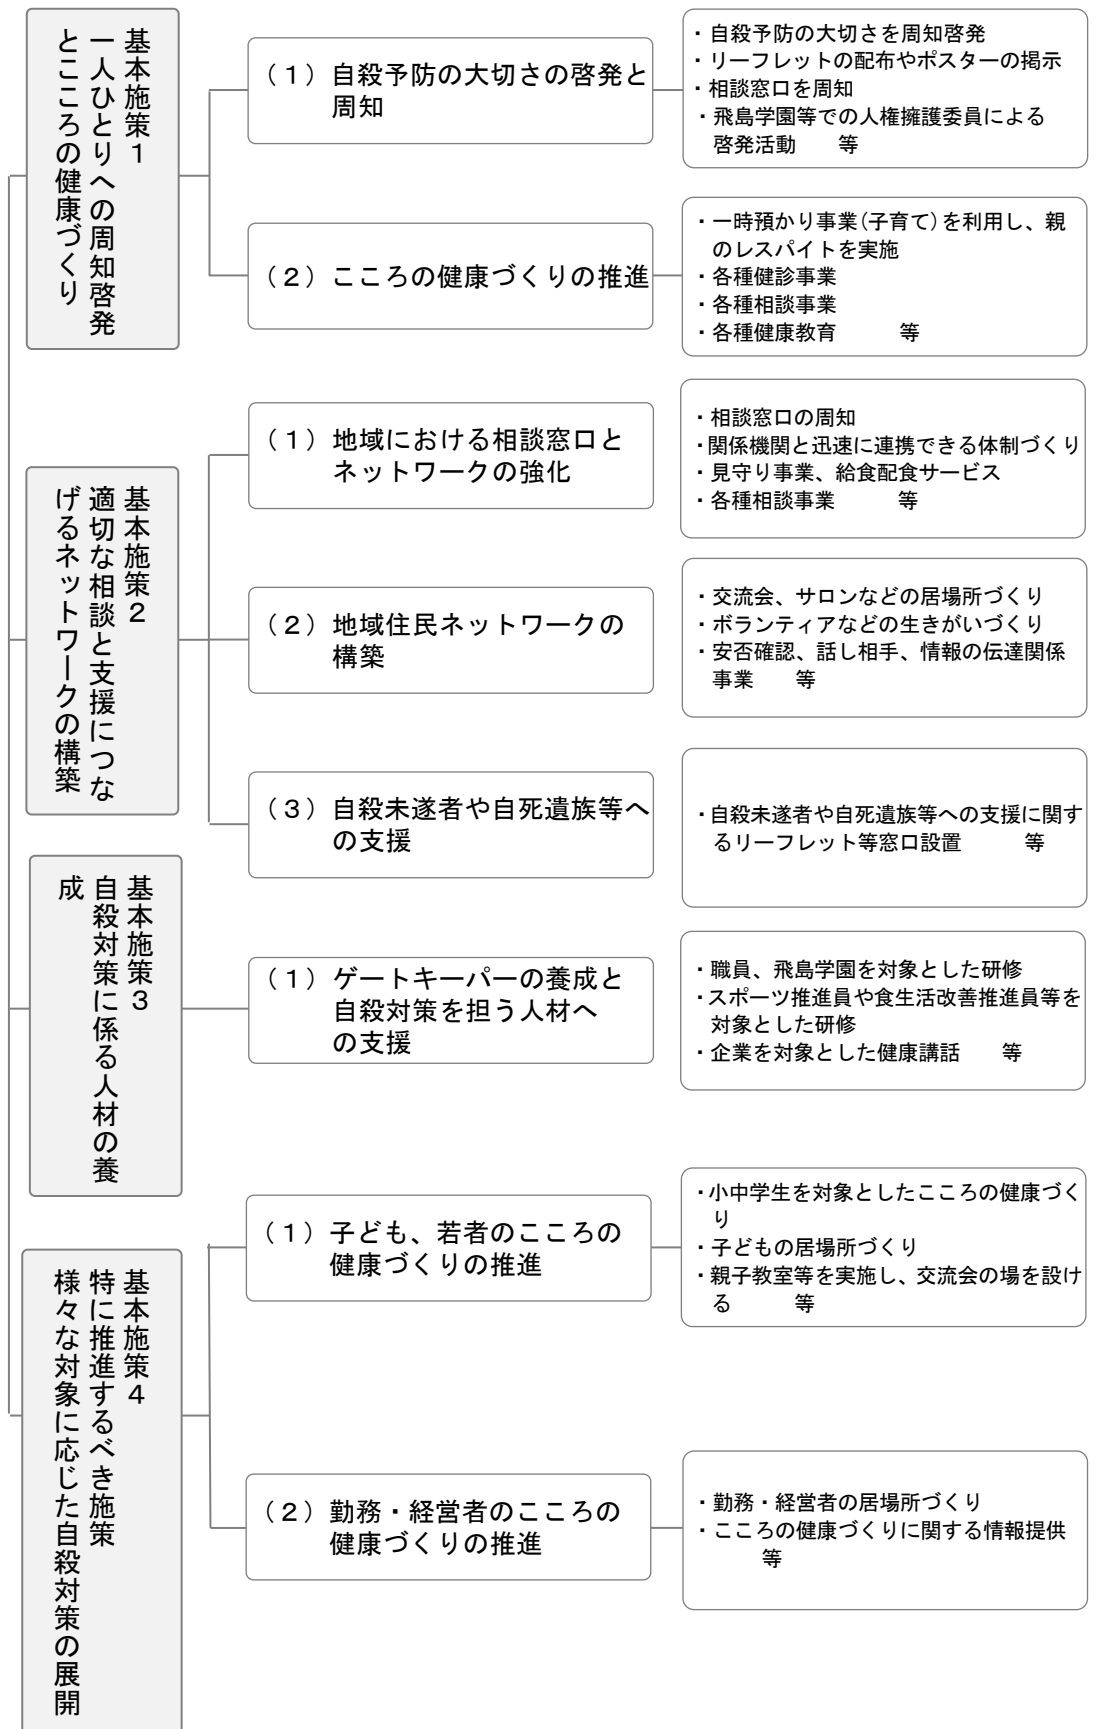 基本施策１
一人ひとりへの周知啓発
とこころの健康づくり
（１）自殺予防の大切さの啓発と
周知
・自殺予防の大切さを周知啓発
・リーフレットの配布やポスターの掲示
・相談窓口を周知
・飛島学園等での人権擁護委員による
啓発活動　　等
（２）こころの健康づくりの推進
・一時預かり事業(子育て)を利用し、親
のレスパイトを実施
・各種健診事業
・各種相談事業
・各種健康教育　　　等
基本施策２
適切な相談と支援につな
げるネットワークの構築
（１）地域における相談窓口と
ネットワークの強化
・相談窓口の周知
・関係機関と迅速に連携できる体制づくり
・見守り事業、給食配食サービス
・各種相談事業　　　等
（２）地域住民ネットワークの
構築
・交流会、サロンなどの居場所づくり
・ボランティアなどの生きがいづくり
・安否確認、話し相手、情報の伝達関係
事業　　等
（３）自殺未遂者や自死遺族等へ
の支援
・自殺未遂者や自死遺族等への支援に関す
るリーフレット等窓口設置　　　等
基本施策３
自殺対策に係る人材の養
成
（１）ゲートキーパーの養成と
自殺対策を担う人材へ
の支援
・職員、飛島学園を対象とした研修
・スポーツ推進員や食生活改善推進員等を
対象とした研修
・企業を対象とした健康講話　　等
基本施策４
特に推進するべき施策
様々な対象に応じた自殺対策の展開
（１）子ども、若者のこころの
健康づくりの推進
・小中学生を対象としたこころの健康づく
り
・子どもの居場所づくり
・親子教室等を実施し、交流会の場を設け
る　　　等
（２）勤務・経営者のこころの
健康づくりの推進
・勤務・経営者の居場所づくり
・こころの健康づくりに関する情報提供
等